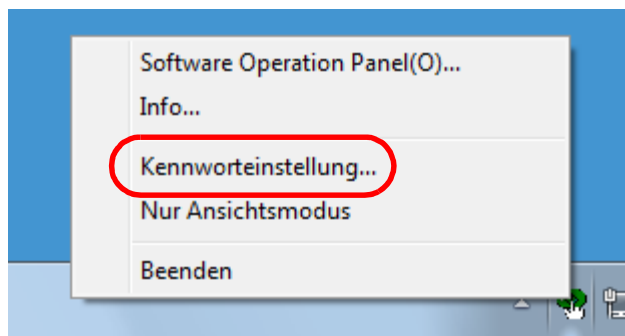 Software Operation Panel(O)...
Info...
Kennworteinstellung...
Nur Ansichtsmodus
Beenden